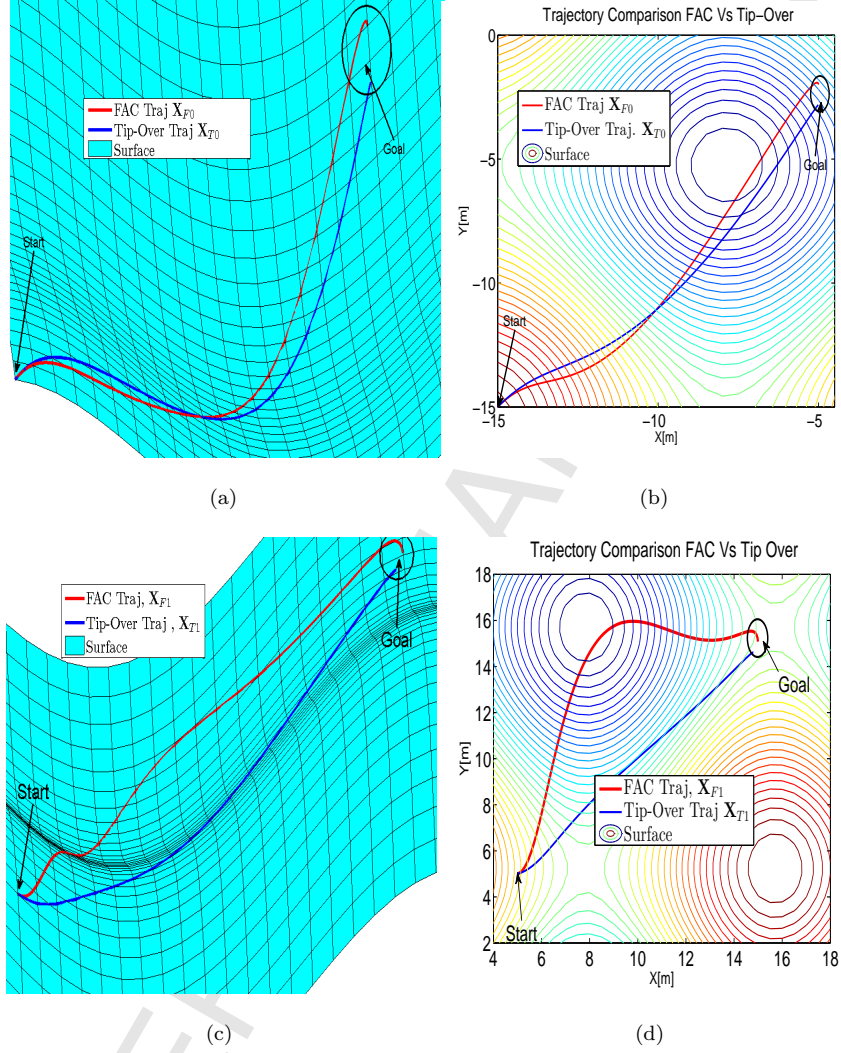 FAC Traj X_F0
Tip-Over Traj X_T0
Surface
Start
Goal
(a)
Trajectory Comparison FAC Vs Tip-Over
FAC Traj X_F0
Tip-Over Traj. X_T0
Surface
Start
Goal
0
−5
−10
−15
Y[m]
−15
−10
−5
X[m]
(b)
FAC Traj, X_F1
Tip-Over Traj , X_T1
Surface
Start
Goal
(c)
Trajectory Comparison FAC Vs Tip Over
18
16
14
12
10
8
6
4
2
Y[m]
FAC Traj, X_F1
Tip-Over Traj X_T1
Surface
Start
Goal
4 6 8 10 12 14 16 18
X[m]
(d)